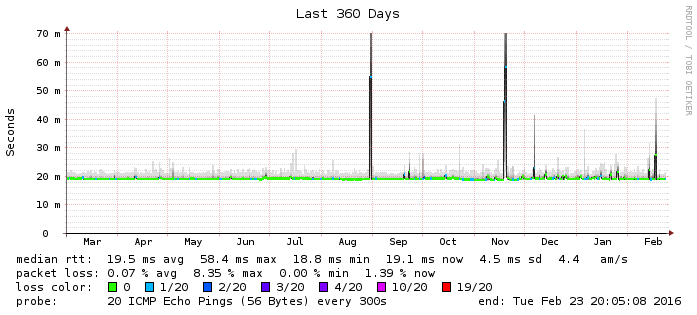 Last 360 Days
RRDTOOL / TOBI OETIKER
Seconds
70 m
60 m
50 m
40 m
30 m
20 m
10 m
0
Mar Apr May Jun Jul Aug Sep Oct Nov Dec Jan Feb
median rtt: 19.5 ms avg 58.4 ms max 18.8 ms min 19.1 ms now 4.5 ms sd 4.4 am/s
packet loss: 0.07 % avg 8.35 % max 0.00 % min 1.39 % now
loss color: 0 1/20 2/20 3/20 4/20 10/20 19/20
probe: 20 ICMP Echo Pings (56 Bytes) every 300s end: Tue Feb 23 20:05:08 2016